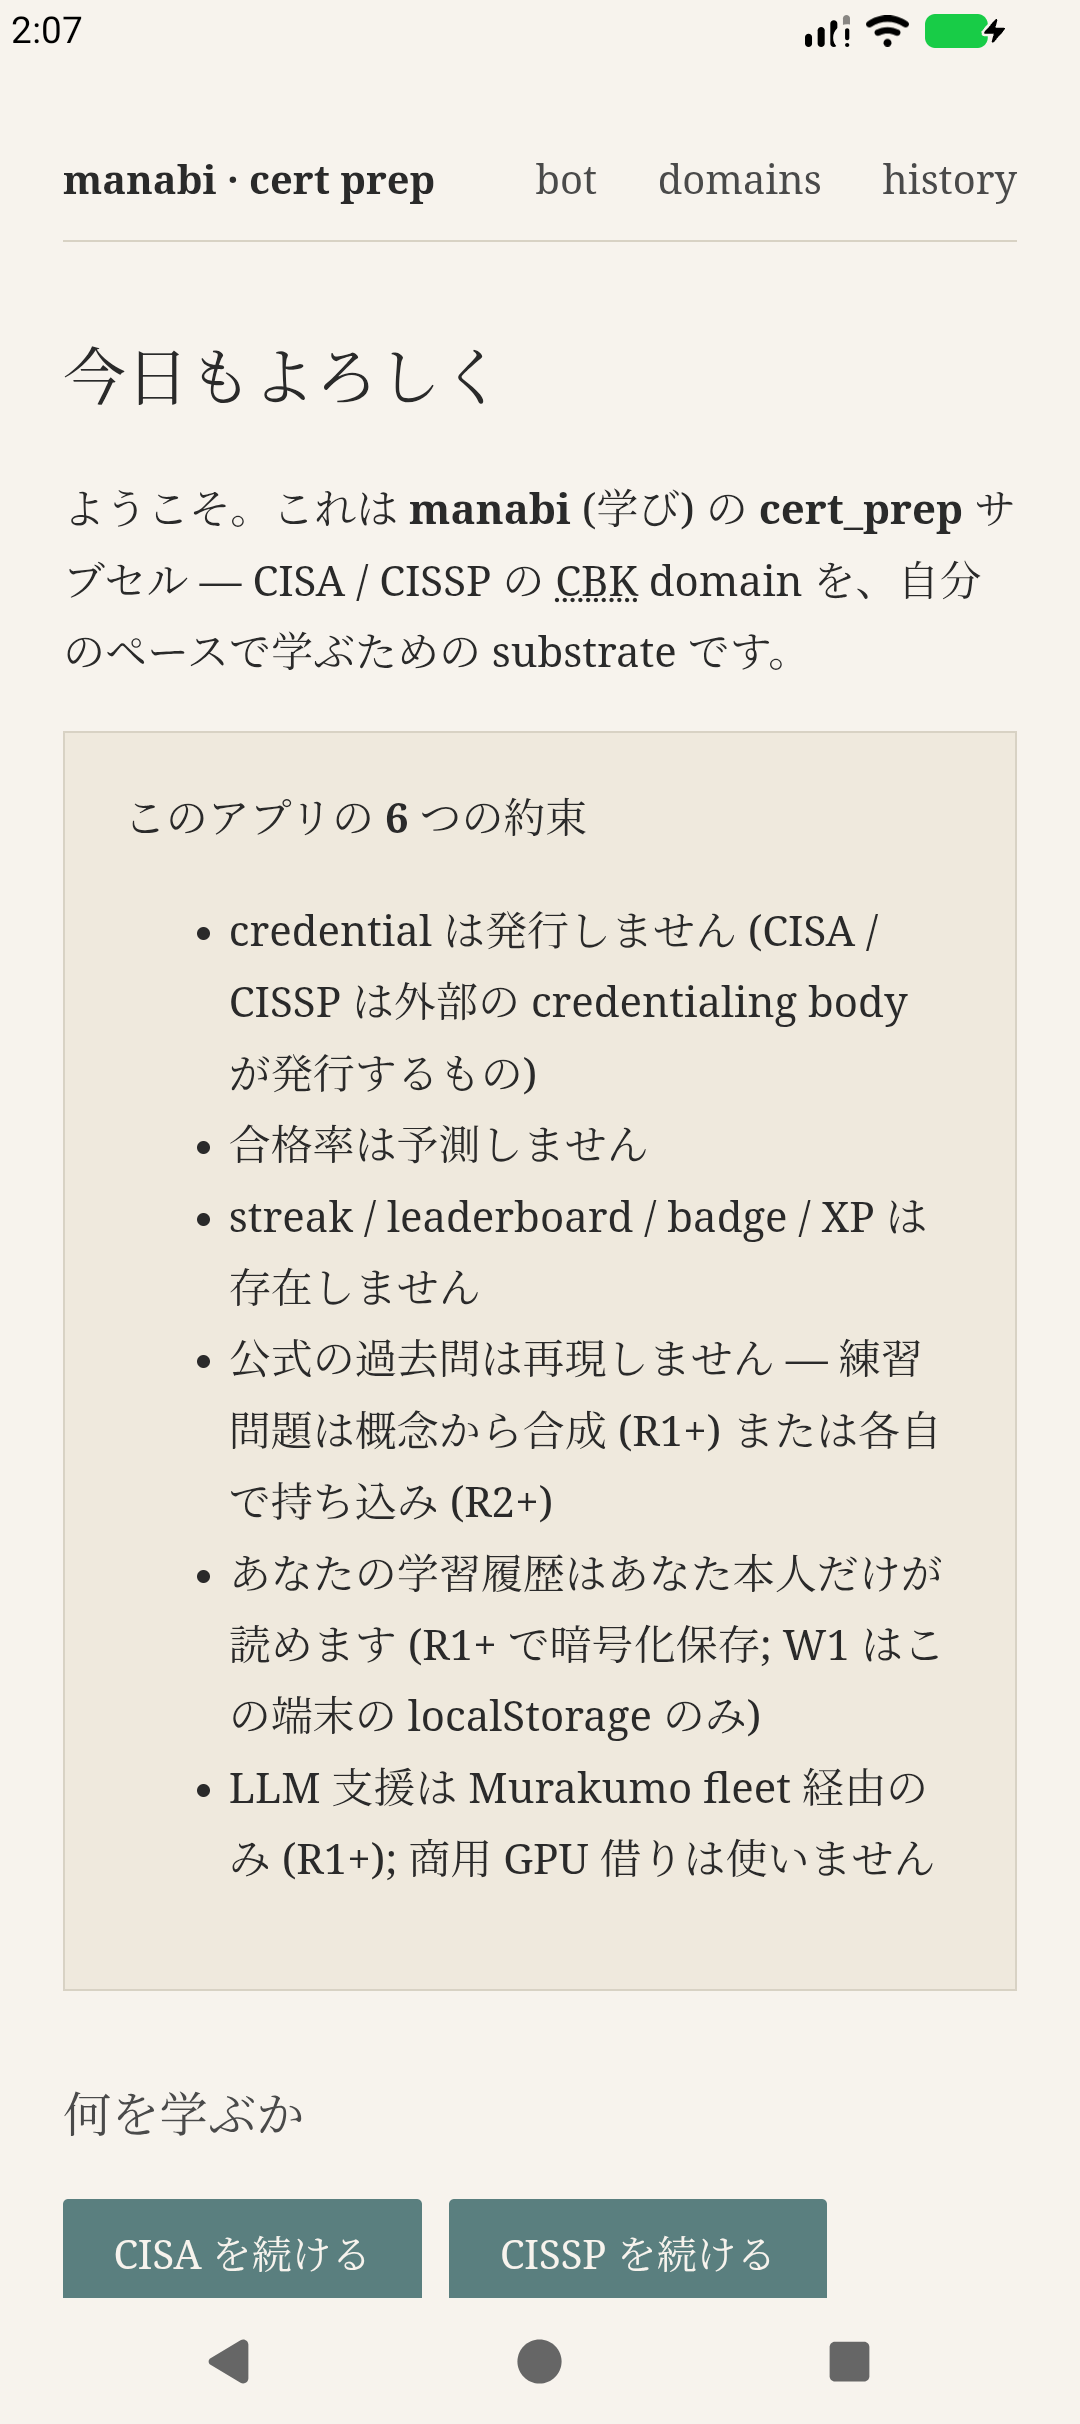 2:07
manabi · cert prep bot domains history
今日もよろしく
ようこそ。これは manabi (学び) の cert_prep サ
ブセル — CISA / CISSP の CBK domain を、自分
のペースで学ぶための substrate です。
このアプリの 6 つの約束
• credential は発行しません (CISA /
CISSP は外部の credentialing body
が発行するもの)
• 合格率は予測しません
• streak / leaderboard / badge / XP は
存在しません
• 公式の過去問は再現しません — 練習
問題は概念から合成 (R1+) または各自
で持ち込み (R2+)
• あなたの学習履歴はあなた本人だけが
読めます (R1+ で暗号化保存; W1 はこ
の端末の localStorage のみ)
• LLM 支援は Murakumo fleet 経由の
み (R1+); 商用 GPU 借りは使いません
何を学ぶか
CISA を続ける CISSP を続ける